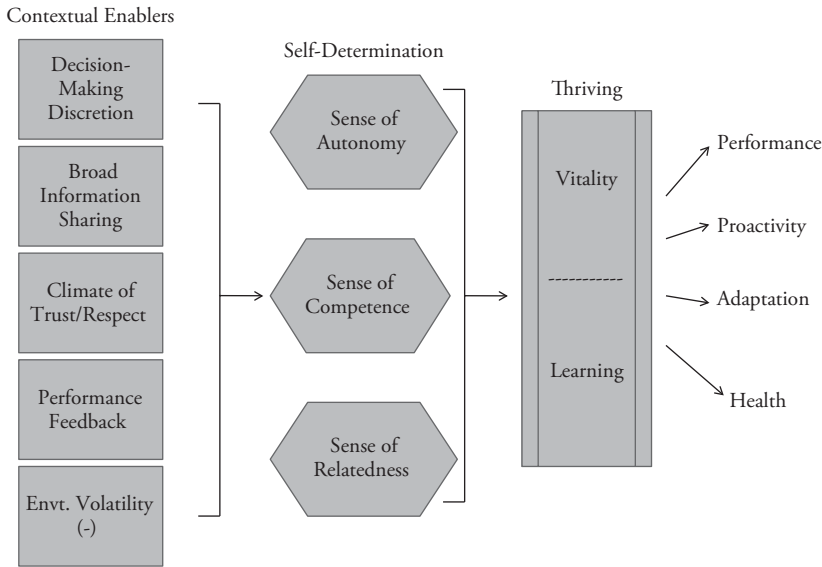 Contextual Enablers
Decision-
Making
Discretion
Broad
Information
Sharing
Climate of
Trust/Respect
Performance
Feedback
Envt. Volatility
(-)
Self-Determination
Sense of
Autonomy
Sense of
Competence
Sense of
Relatedness
Thriving
Vitality
Learning
Performance
Proactivity
Adaptation
Health